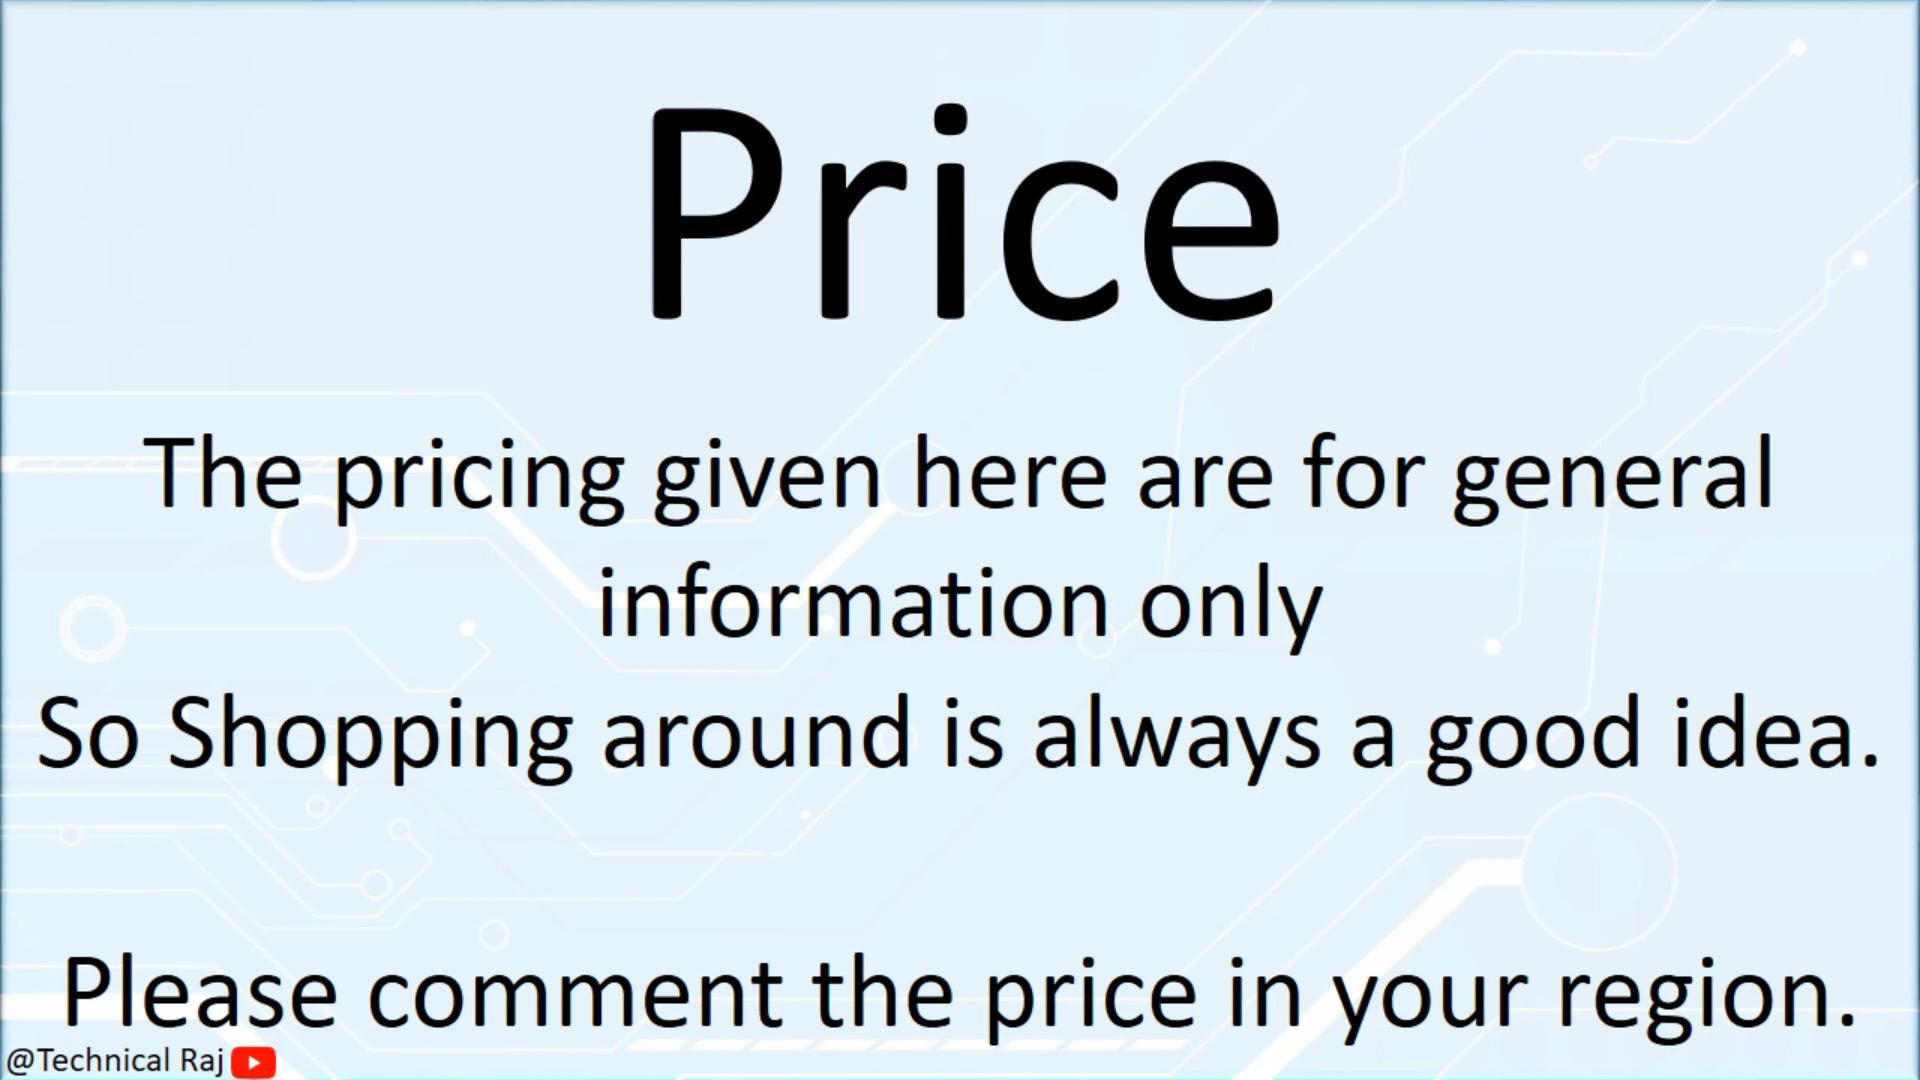 Price
The pricing given here are for general
information only
So Shopping around is always a good idea.
Please comment the price in your region.
@Technical Raj